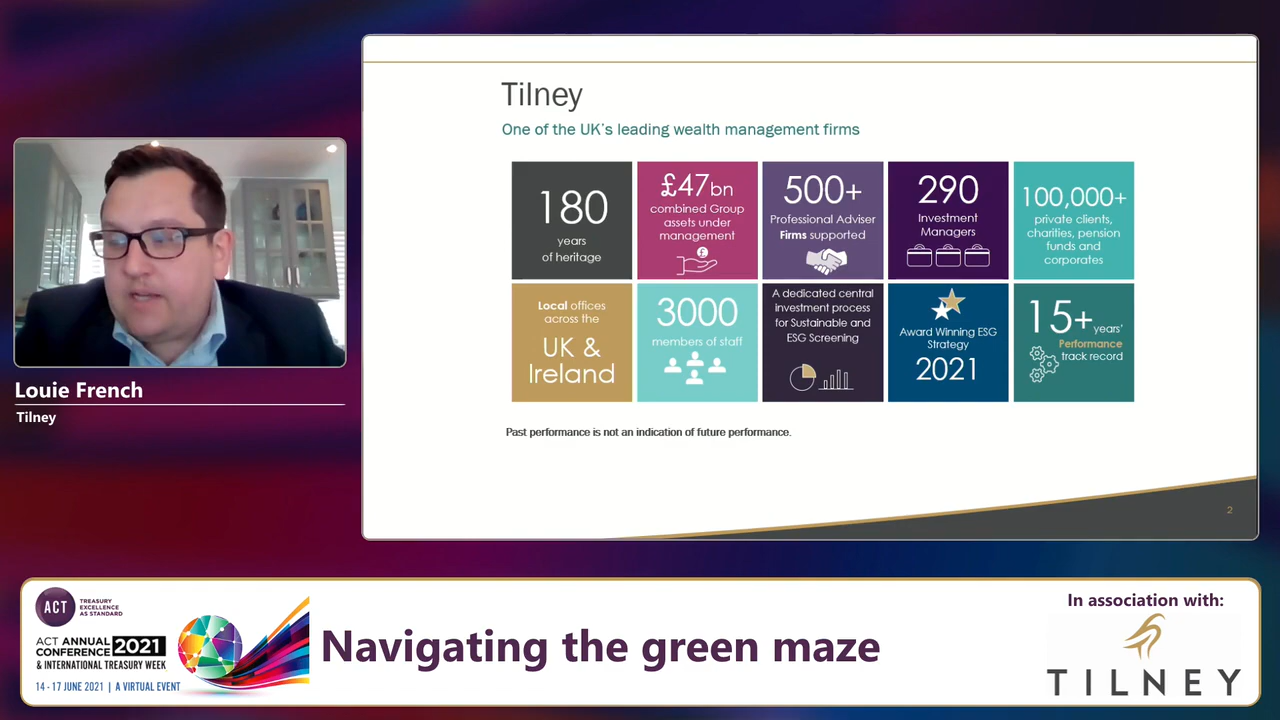 Tilney
One of the UK's leading wealth management firms
180
years
of heritage
£47bn
combined Group
assets under
management
£
500+
Professional Adviser
Firms supported
290
Investment
Managers
100,000+
private clients,
charities, pension
funds and
corporates
Local offices
across the
UK &
Ireland
3000
members of staff
A dedicated central
investment process
for Sustainable and
ESG Screening
Award Winning ESG
Strategy
2021
15+ years'
Performance
track record
Past performance is not an indication of future performance.
2
Louie French
Tilney
ACT
TREASURY
EXCELLENCE
AS STANDARD
ACT ANNUAL
CONFERENCE 2021
& INTERNATIONAL TREASURY WEEK
14 - 17 JUNE 2021 | A VIRTUAL EVENT
Navigating the green maze
In association with:
TILNEY